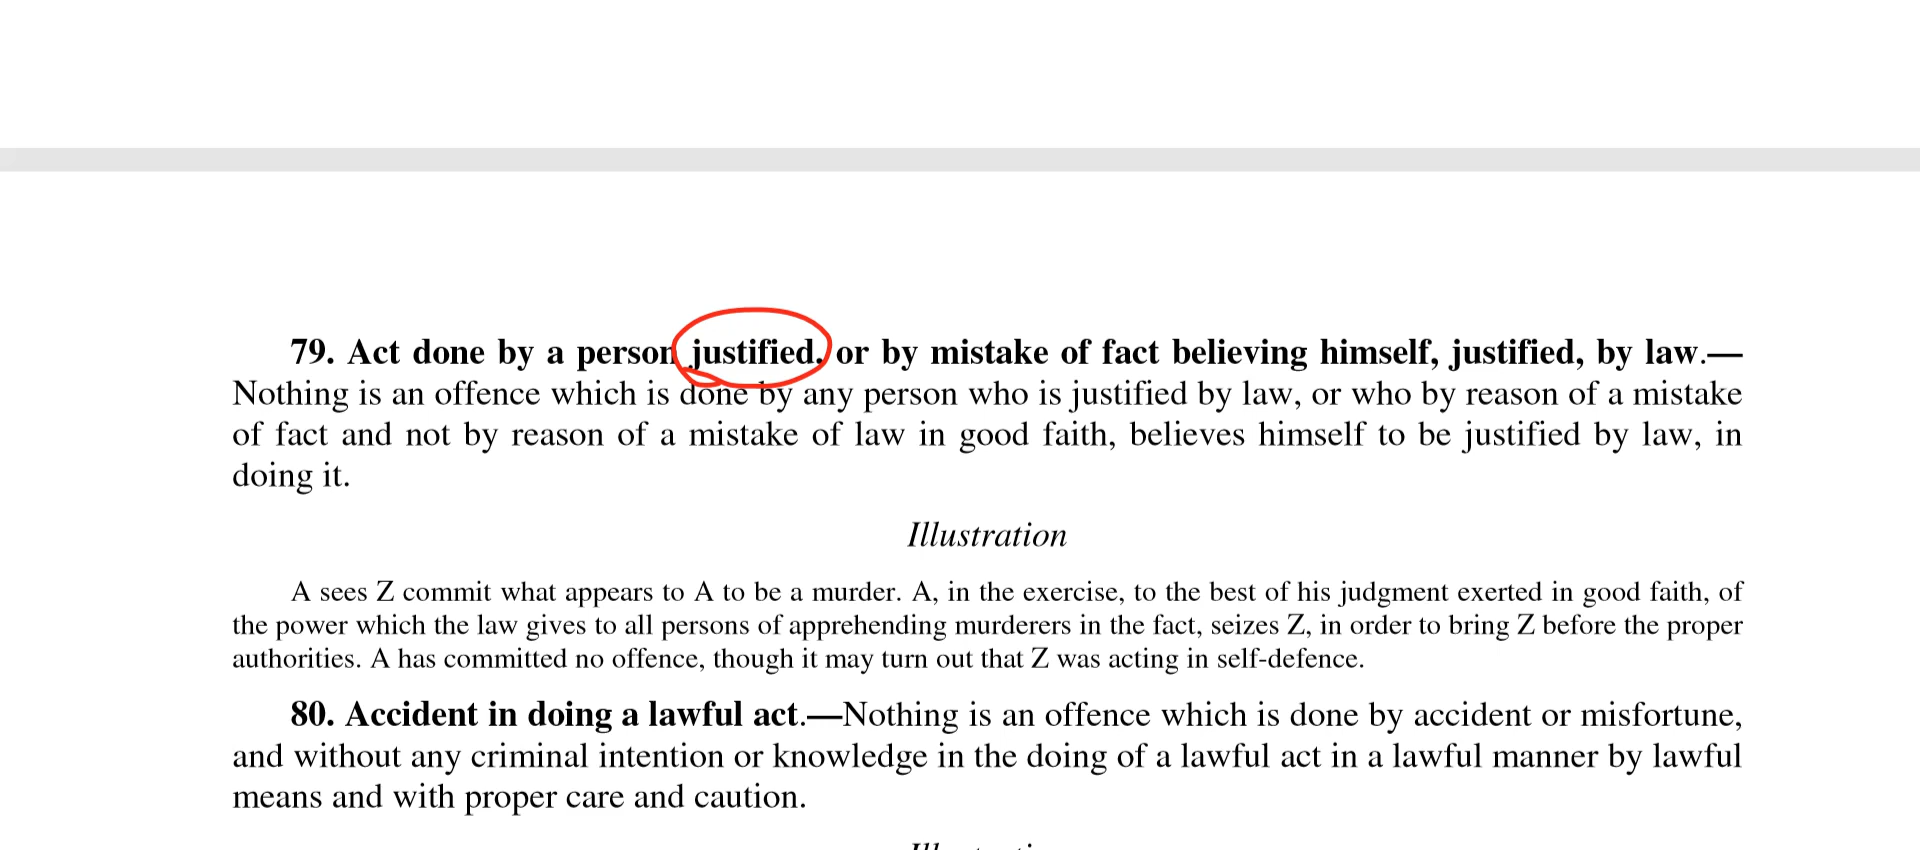 79. Act done by a person justified, or by mistake of fact believing himself, justified, by law.—
Nothing is an offence which is done by any person who is justified by law, or who by reason of a mistake
of fact and not by reason of a mistake of law in good faith, believes himself to be justified by law, in
doing it.
Illustration
A sees Z commit what appears to A to be a murder. A, in the exercise, to the best of his judgment exerted in good faith, of
the power which the law gives to all persons of apprehending murderers in the fact, seizes Z, in order to bring Z before the proper
authorities. A has committed no offence, though it may turn out that Z was acting in self-defence.
80. Accident in doing a lawful act.—Nothing is an offence which is done by accident or misfortune,
and without any criminal intention or knowledge in the doing of a lawful act in a lawful manner by lawful
means and with proper care and caution.